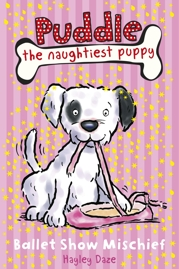 Puddle
the naughtiest puppy
Ballet Show Mischief
Hayley Daze